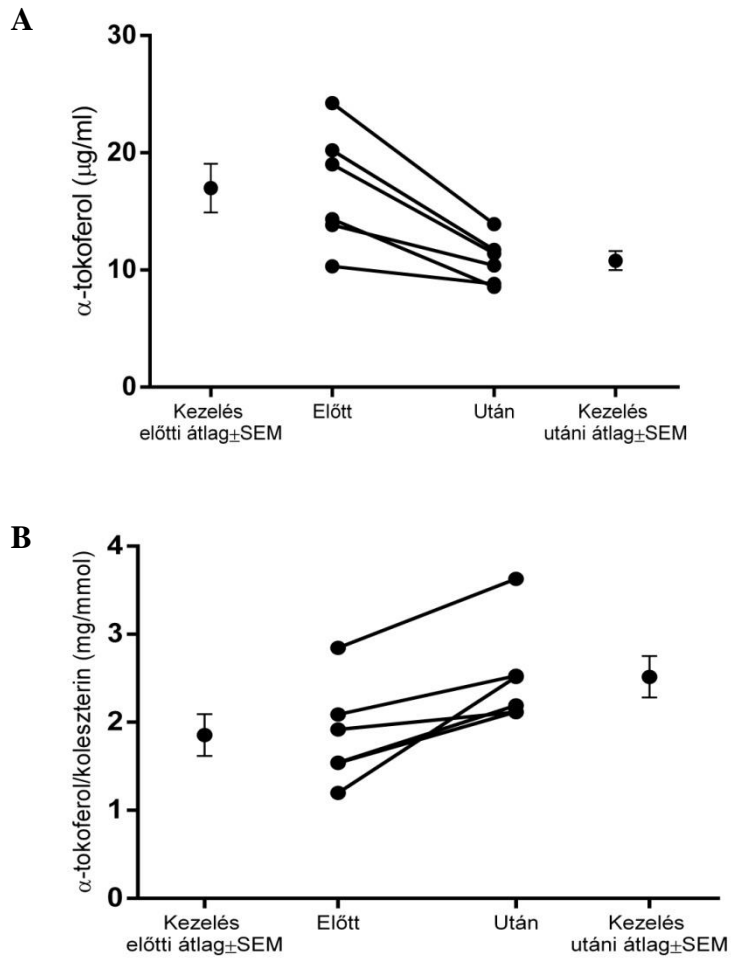 A
α-tokoferol (µg/ml)
30
20
10
0
Kezelés
előtti átlag±SEM
Előtt
Után
Kezelés
utáni átlag±SEM
B
α-tokoferol/koleszterin (mg/mmol)
4
3
2
1
0
Kezelés
előtti átlag±SEM
Előtt
Után
Kezelés
utáni átlag±SEM